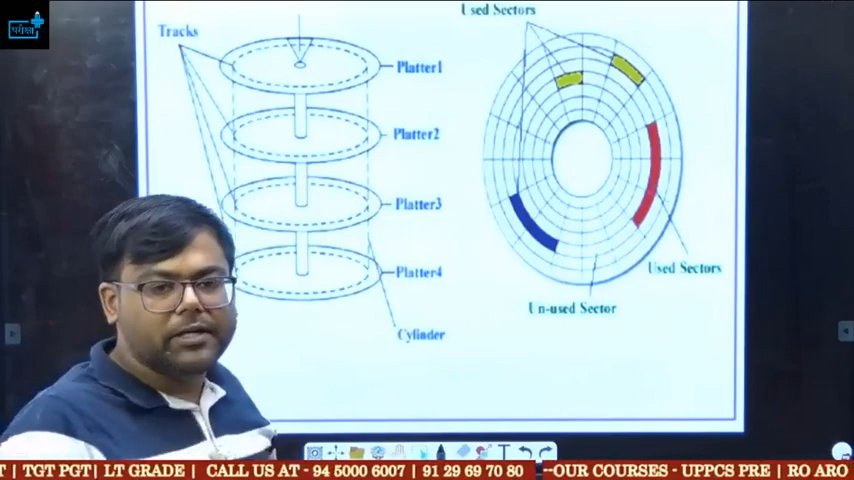 परीक्षा
Used Sectors
Tracks
Platter1
Platter2
Platter3
Platter4
Used Sectors
Un-used Sector
Cylinder
T | TGT PGT | LT GRADE | CALL US AT - 94 5000 6007 | 91 29 69 70 80 --OUR COURSES - UPPCS PRE | RO ARO